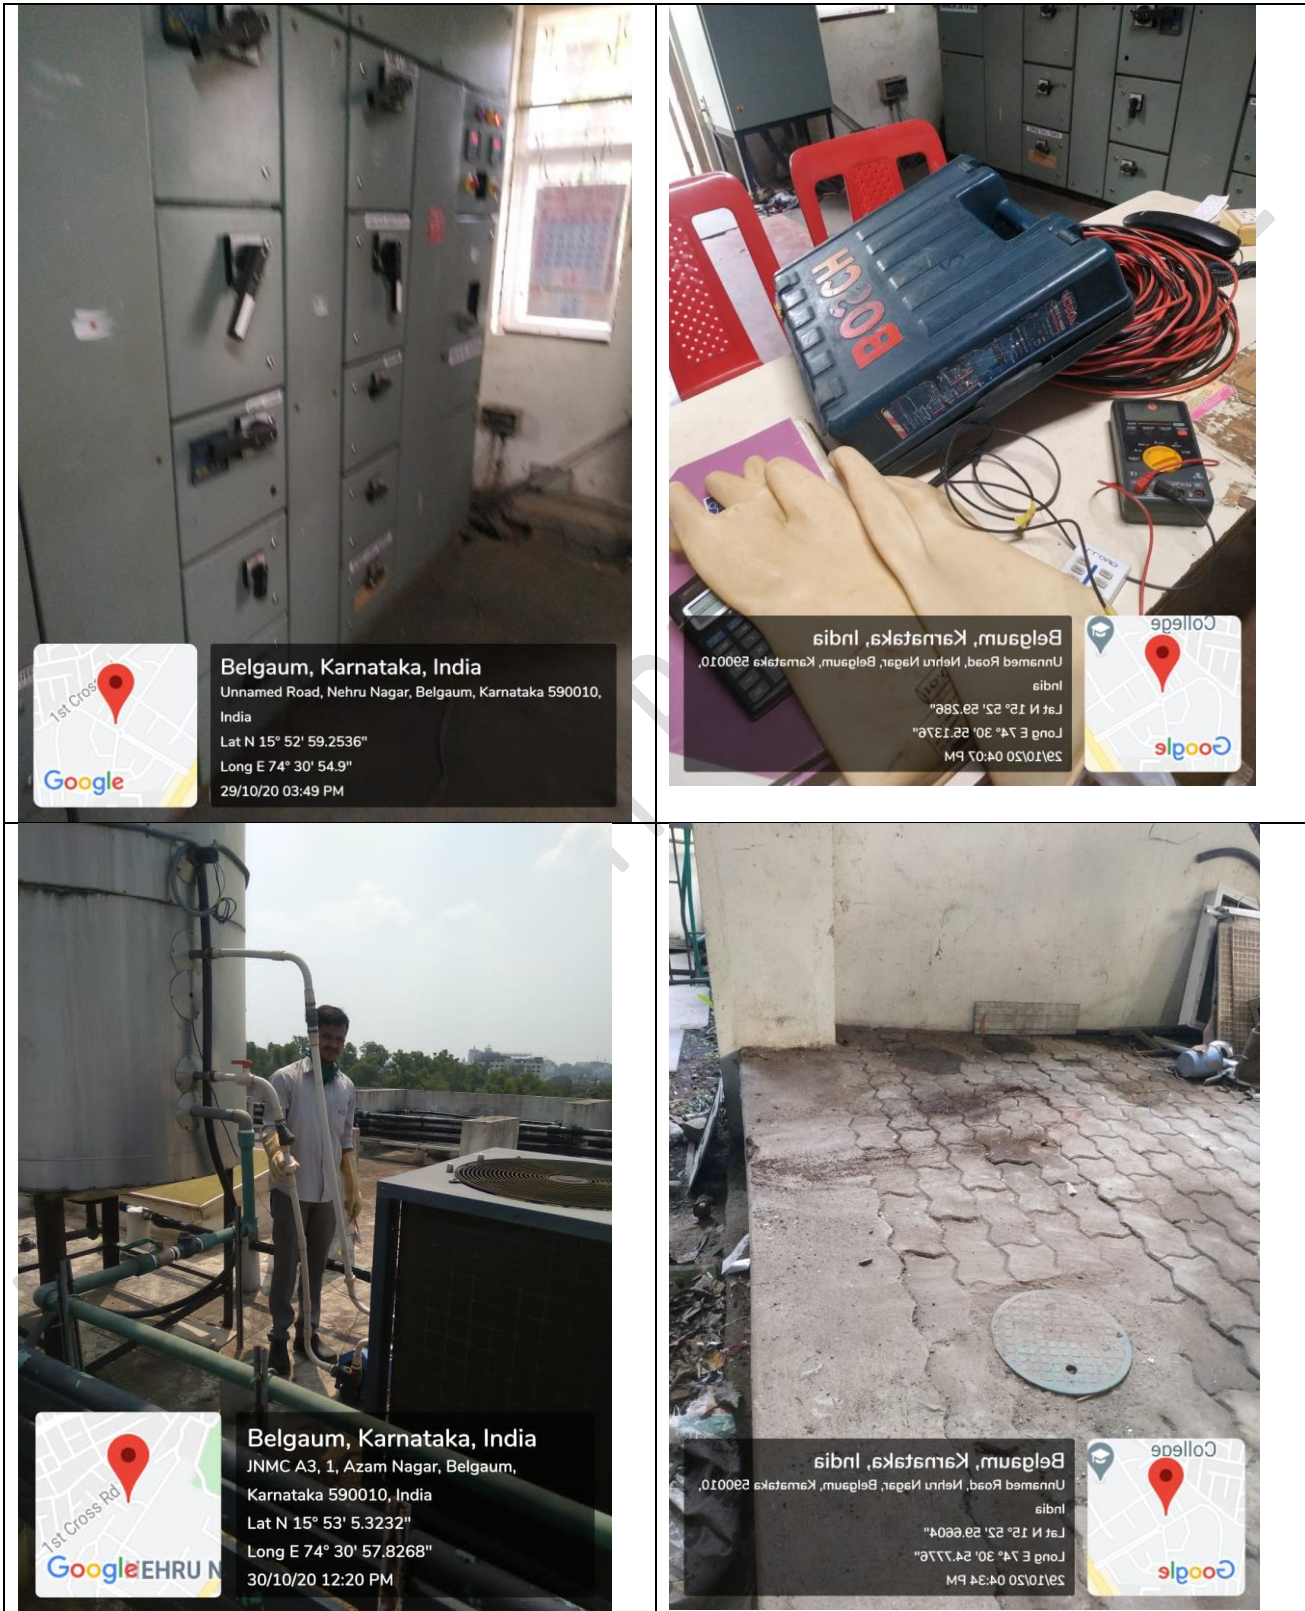 1st Cross
Google
Belgaum, Karnataka, India
Unnamed Road, Nehru Nagar, Belgaum, Karnataka 590010,
India
Lat N 15° 52' 59.2536"
Long E 74° 30' 54.9"
29/10/20 03:49 PM
BOSCH
Belgaum, Karnataka, India
Unnamed Road, Nehru Nagar, Belgaum, Karnataka 590010,
India
Lat N 15° 52' 59.286"
Long E 74° 30' 55.1376"
29/10/20 04:07 PM
College
Google
1st Cross Rd
Google
EHRU N
Belgaum, Karnataka, India
JNMC A3, 1, Azam Nagar, Belgaum,
Karnataka 590010, India
Lat N 15° 53' 5.3232"
Long E 74° 30' 57.8268"
30/10/20 12:20 PM
Belgaum, Karnataka, India
Unnamed Road, Nehru Nagar, Belgaum, Karnataka 590010,
India
Lat N 15° 52' 59.6604"
Long E 74° 30' 54.7776"
29/10/20 04:34 PM
College
Google